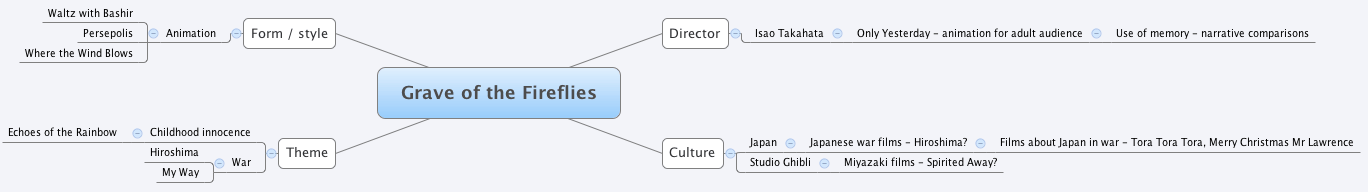 Grave of the Fireflies
Form / style
Animation
Waltz with Bashir
Persepolis
Where the Wind Blows
Theme
Childhood innocence
Echoes of the Rainbow
War
Hiroshima
My Way
Director
Isao Takahata
Only Yesterday – animation for adult audience
Use of memory – narrative comparisons
Culture
Japan
Japanese war films – Hiroshima?
Films about Japan in war – Tora Tora Tora, Merry Christmas Mr Lawrence
Studio Ghibli
Miyazaki films – Spirited Away?